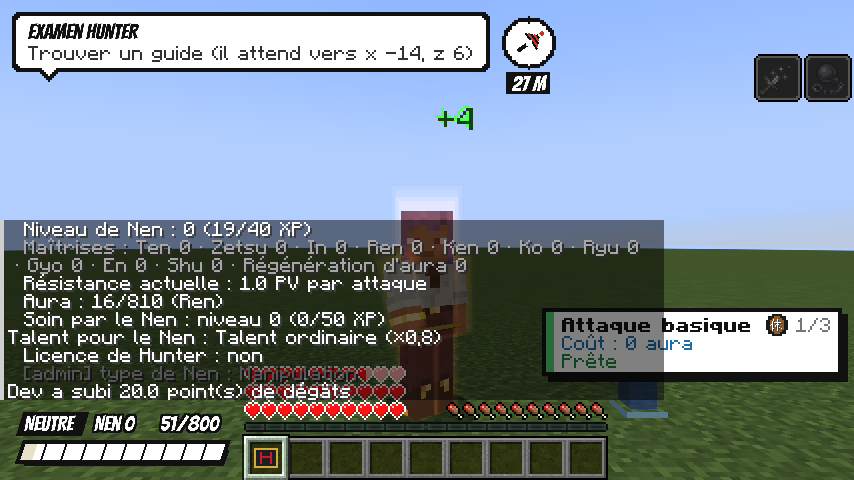 EXAMEN HUNTER
Trouver un guide (il attend vers x -14, z 6)
27 M
+4
Niveau de Nen : 0 (19/40 XP)
Maîtrises : Ten 0 · Zetsu 0 · In 0 · Ren 0 · Ken 0 · Ko 0 · Ryu 0
· Gyo 0 · En 0 · Shu 0 · Régénération d'aura 0
Résistance actuelle : 1.0 PV par attaque
Aura : 16/810 (Ren)
Soin par le Nen : niveau 0 (0/50 XP)
Talent pour le Nen : Talent ordinaire (×0,8)
Licence de Hunter : non
[admin] type de Nen : Manipulation
Dev a subi 20.0 point(s) de dégâts
Attaque basique 1/3
Coût : 0 aura
Prête
NEUTRE NEN 0 51/800
H